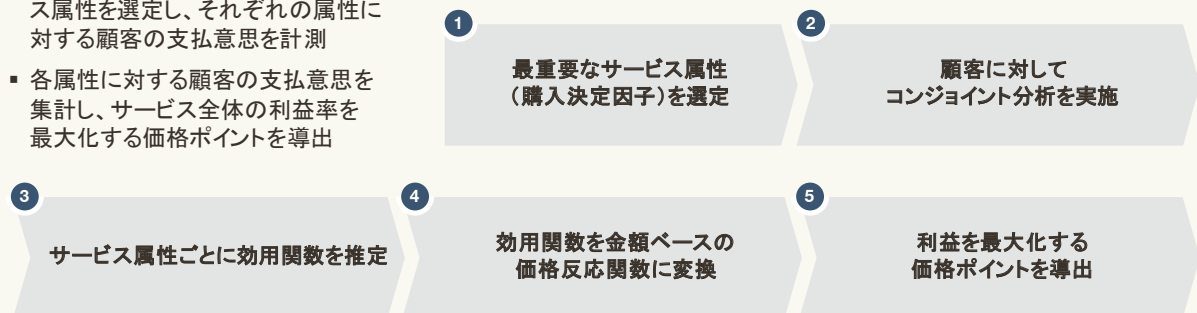 ス属性を選定し、それぞれの属性に
対する顧客の支払意思を計測
▪ 各属性に対する顧客の支払意思を
集計し、サービス全体の利益率を
最大化する価格ポイントを導出
1
最重要なサービス属性
（購入決定因子）を選定
2
顧客に対して
コンジョイント分析を実施
3
サービス属性ごとに効用関数を推定
4
効用関数を金額ベースの
価格反応関数に変換
5
利益を最大化する
価格ポイントを導出